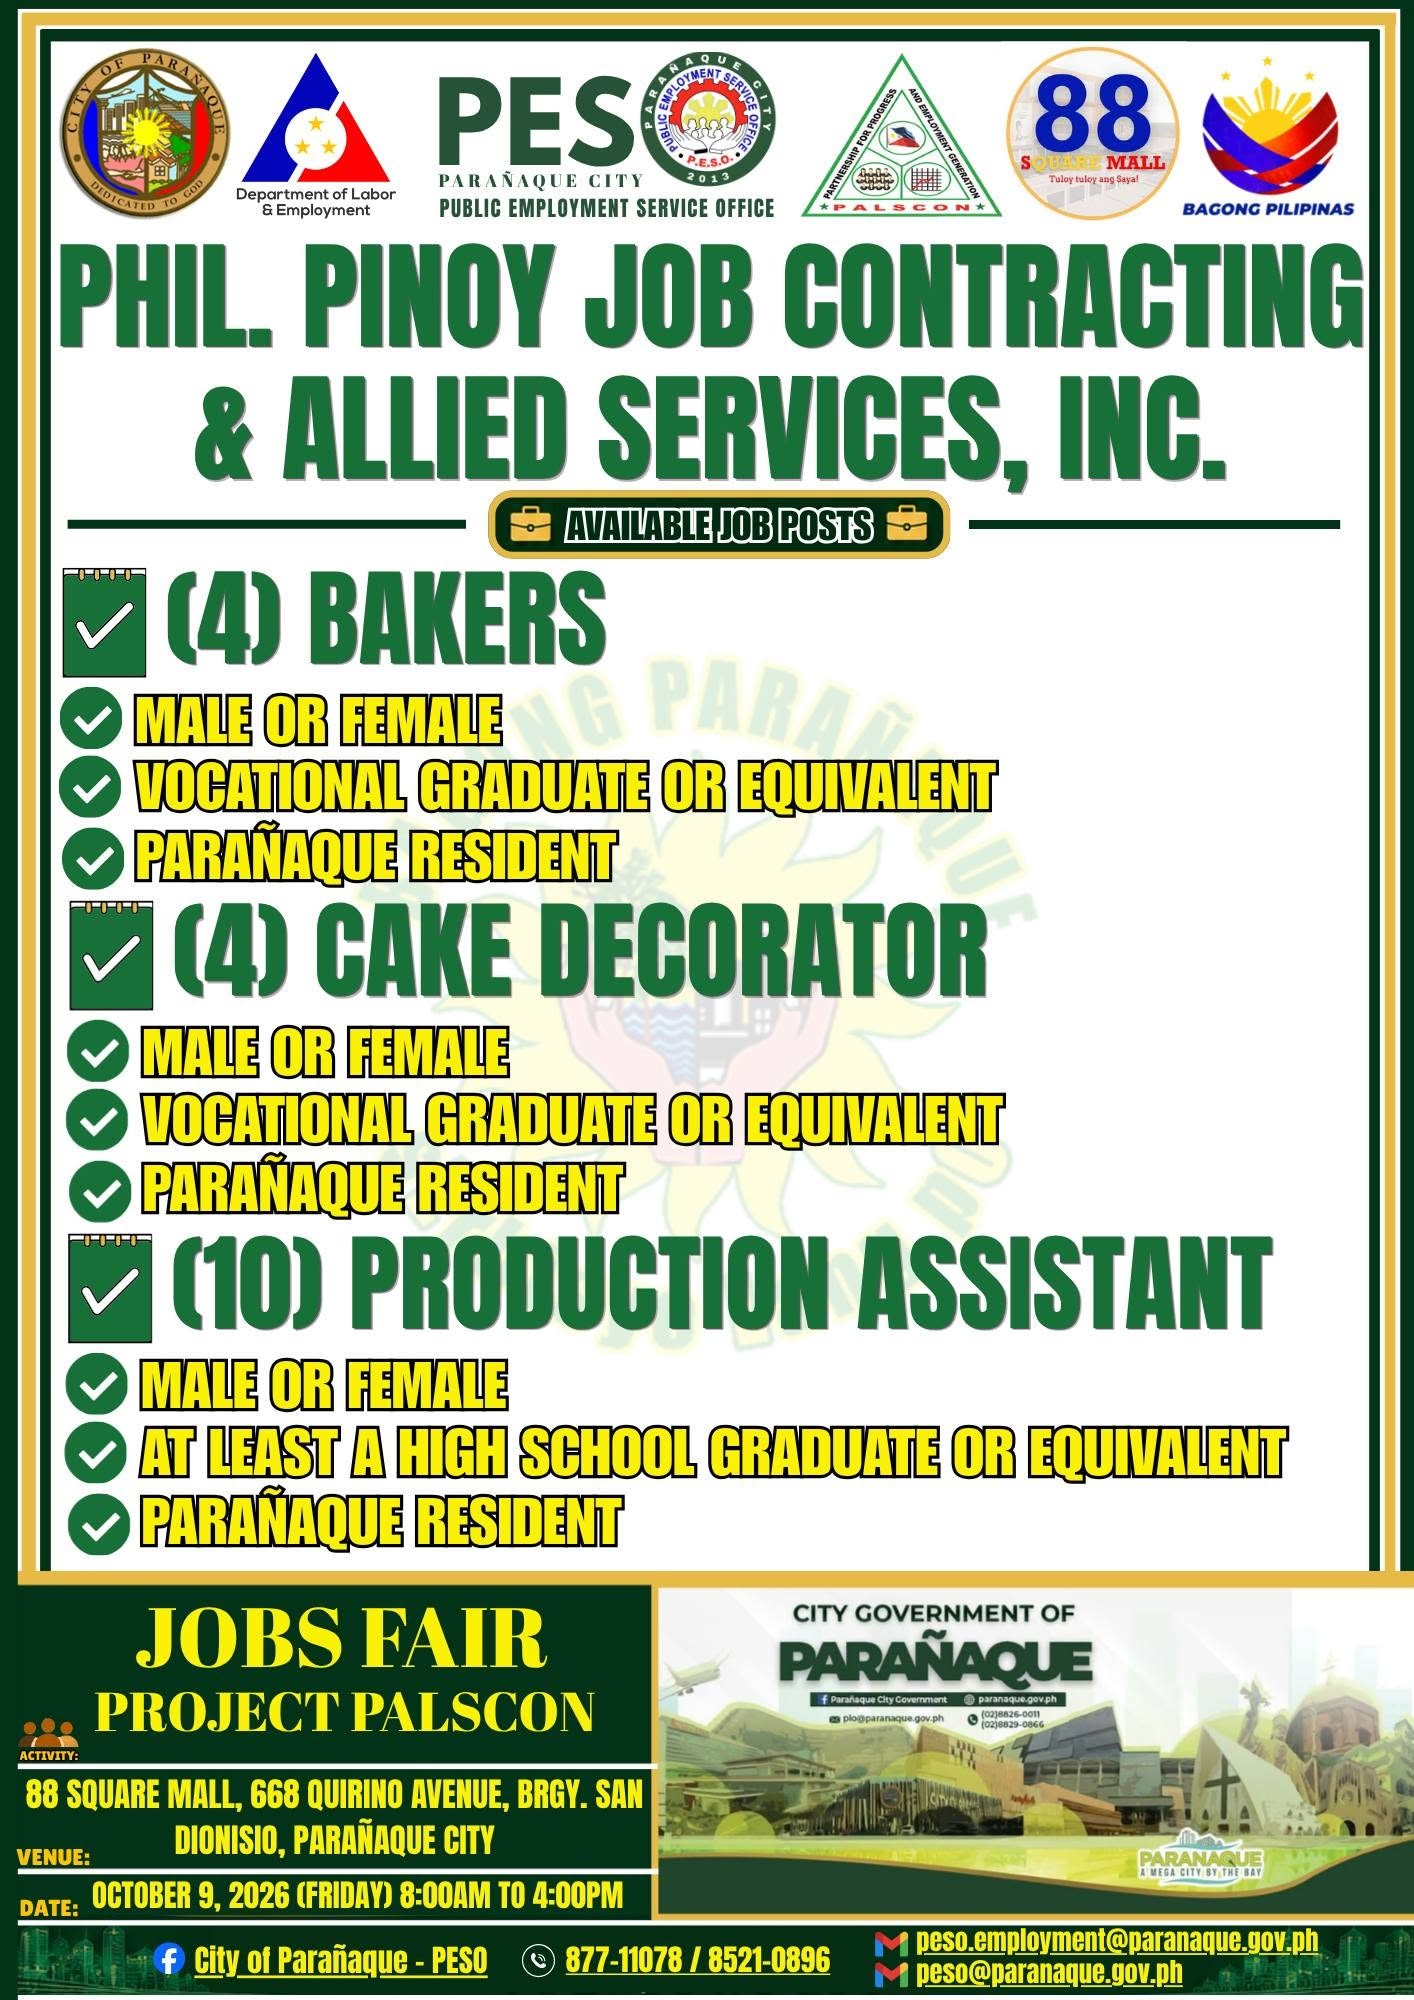 CITY OF PARAÑAQUE
DEDICATED TO GOD
Department of Labor
& Employment
PESO
PARAÑAQUE CITY
PUBLIC EMPLOYMENT SERVICE OFFICE
PARAÑAQUE CITY
PUBLIC EMPLOYMENT SERVICE OFFICE
P.E.S.O.
2013
PARTNERSHIP FOR PROGRESS
AND EMPLOYMENT GENERATION
PALSCON
88
SQUARE MALL
Tuloy tuloy ang Saya!
BAGONG PILIPINAS
PHIL. PINOY JOB CONTRACTING
& ALLIED SERVICES, INC.
AVAILABLE JOB POSTS
(4) BAKERS
MALE OR FEMALE
VOCATIONAL GRADUATE OR EQUIVALENT
PARAÑAQUE RESIDENT
(4) CAKE DECORATOR
MALE OR FEMALE
VOCATIONAL GRADUATE OR EQUIVALENT
PARAÑAQUE RESIDENT
(10) PRODUCTION ASSISTANT
MALE OR FEMALE
AT LEAST A HIGH SCHOOL GRADUATE OR EQUIVALENT
PARAÑAQUE RESIDENT
JOBS FAIR
PROJECT PALSCON
ACTIVITY:
88 SQUARE MALL, 668 QUIRINO AVENUE, BRGY. SAN
DIONISIO, PARAÑAQUE CITY
VENUE:
DATE: OCTOBER 9, 2026 (FRIDAY) 8:00AM TO 4:00PM
CITY GOVERNMENT OF
PARAÑAQUE
Parañaque City Government paranaque.gov.ph
plo@paranaque.gov.ph (02)8826-0011
(02)8829-0866
PARAÑAQUE
A MEGA CITY BY THE BAY
City of Parañaque - PESO 877-11078 / 8521-0896
peso.employment@paranaque.gov.ph
peso@paranaque.gov.ph